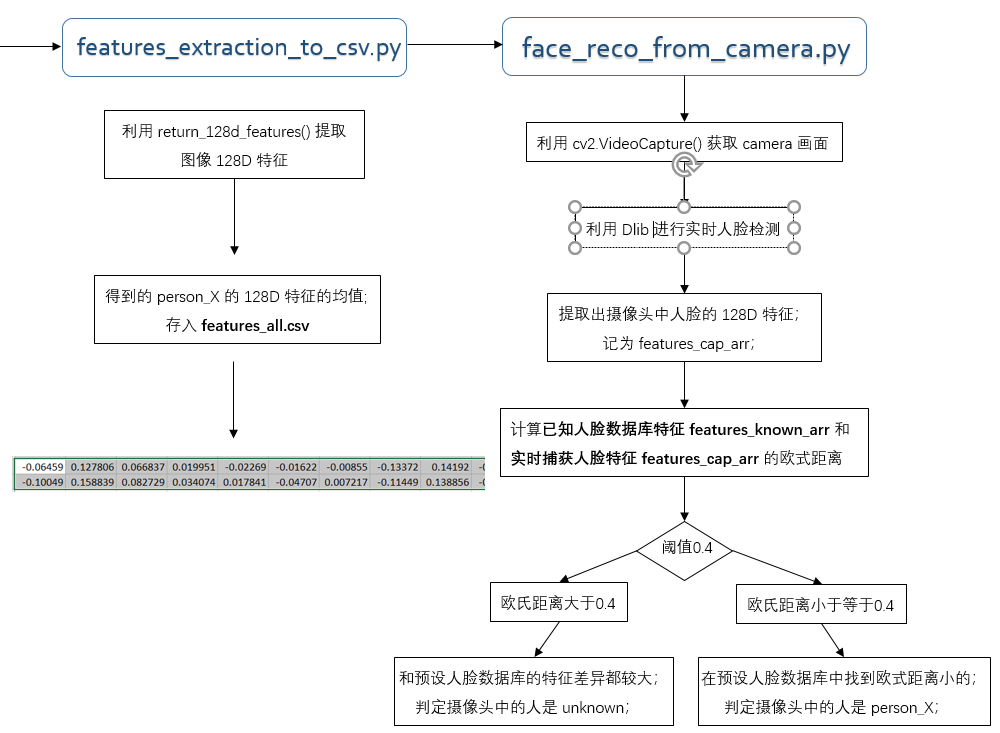 features_extraction_to_csv.py
face_reco_from_camera.py
利用 return_128d_features() 提取
图像 128D 特征
得到的 person_X 的 128D 特征的均值;
存入 features_all.csv
-0.06459 0.127806 0.066837 0.019951 -0.02269 -0.01622 -0.00855 -0.13372 0.14192
-0.10049 0.158839 0.082729 0.034074 0.017841 -0.04707 0.007217 -0.11449 0.138856
利用 cv2.VideoCapture() 获取 camera 画面
利用 Dlib 进行实时人脸检测
提取出摄像头中人脸的 128D 特征；
记为 features_cap_arr；
计算已知人脸数据库特征 features_known_arr 和
实时捕获人脸特征 features_cap_arr 的欧式距离
阈值0.4
欧氏距离大于0.4
欧氏距离小于等于0.4
和预设人脸数据库的特征差异都较大；
判定摄像头中的人是 unknown；
在预设人脸数据库中找到欧式距离小的；
判定摄像头中的人是 person_X；